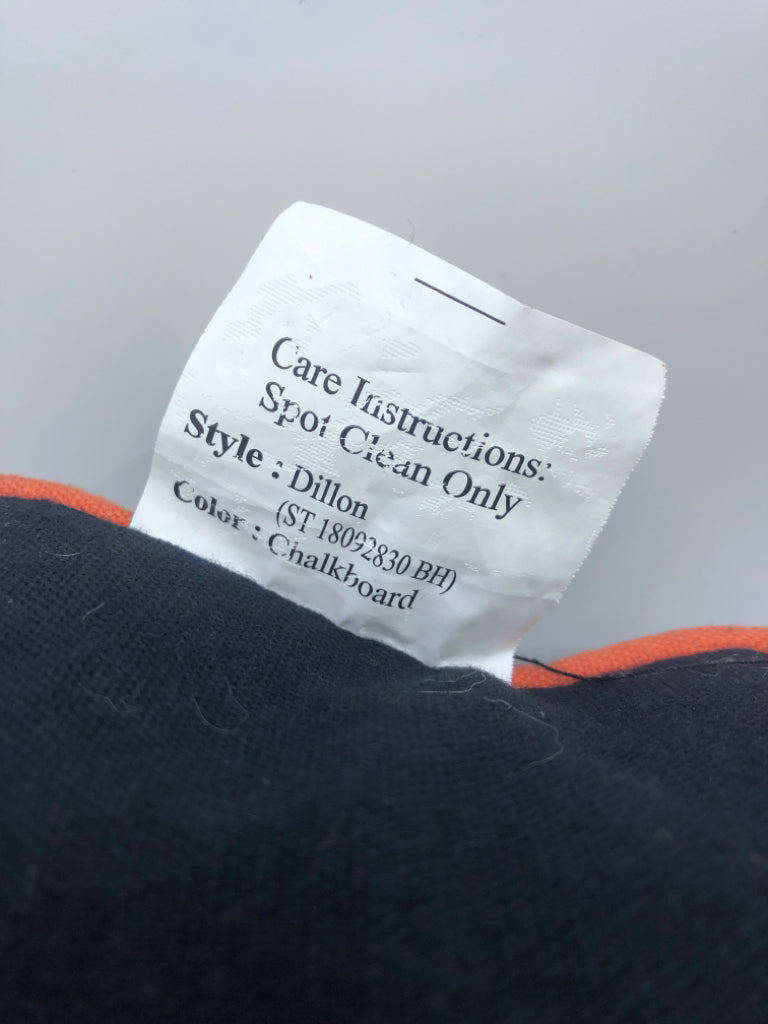 Care Instructions:
Spot Clean Only
Style : Dillon
(ST 18092830 BH)
Color : Chalkboard